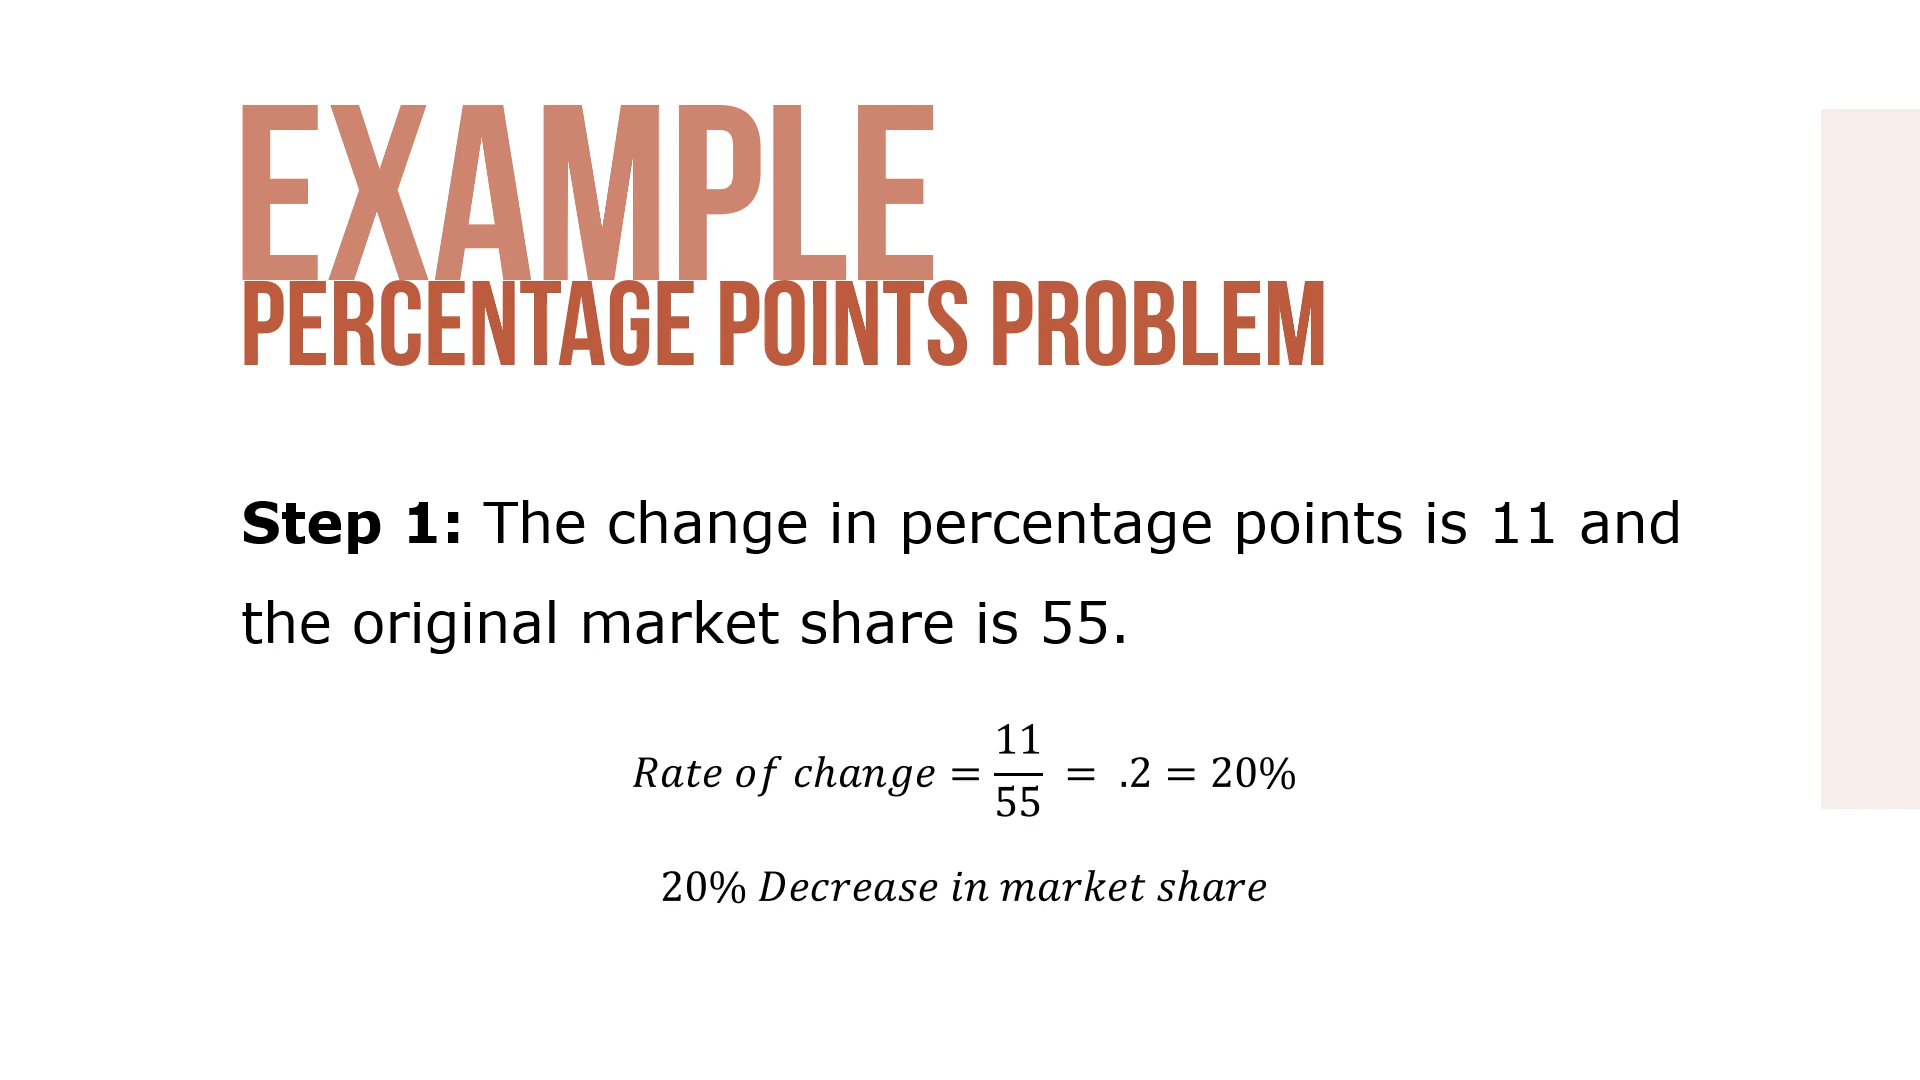 EXAMPLE
PERCENTAGE POINTS PROBLEM
Step 1: The change in percentage points is 11 and
the original market share is 55.
Rate of change = 11/55 = .2 = 20%
20% Decrease in market share